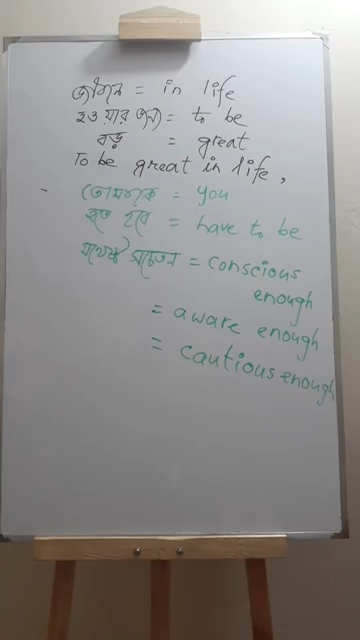 জীবনে = in life
হওয়ার জন্য = to be
বড় = great
To be great in life,
তোমাকে = you
হতে হবে = have to be
যথেষ্ট সচেতন = conscious
enough
= aware enough
= cautious enough